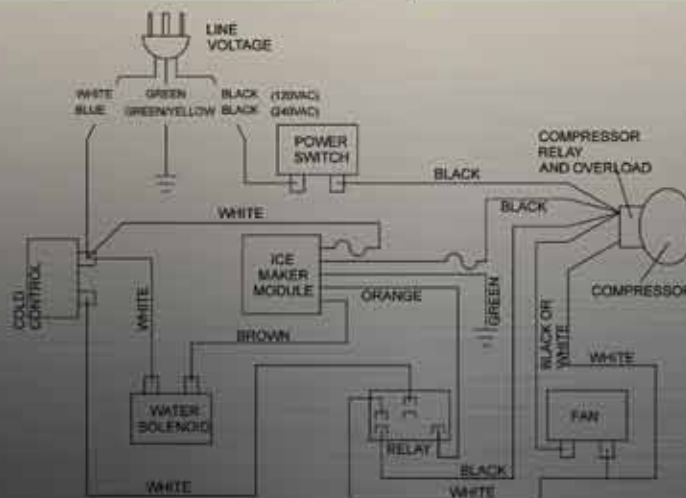 LINE
VOLTAGE
WHITE GREEN BLACK (120VAC)
BLUE GREEN/YELLOW BLACK (240VAC)
POWER
SWITCH
COMPRESSOR
RELAY
AND OVERLOAD
BLACK
WHITE
BLACK
COLD
CONTROL
ICE
MAKER
MODULE
ORANGE
GREEN
COMPRESSOR
WHITE
BROWN
BLACK OR
WHITE
WHITE
WATER
SOLENOID
RELAY
FAN
BLACK
WHITE
WHITE